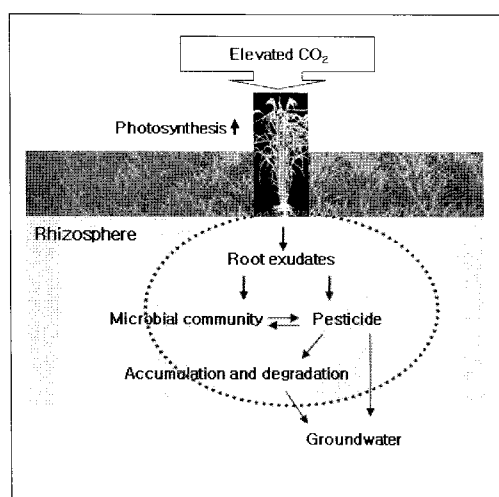 Elevated CO₂
Photosynthesis
Rhizosphere
Root exudates
Microbial community
Pesticide
Accumulation and degradation
Groundwater